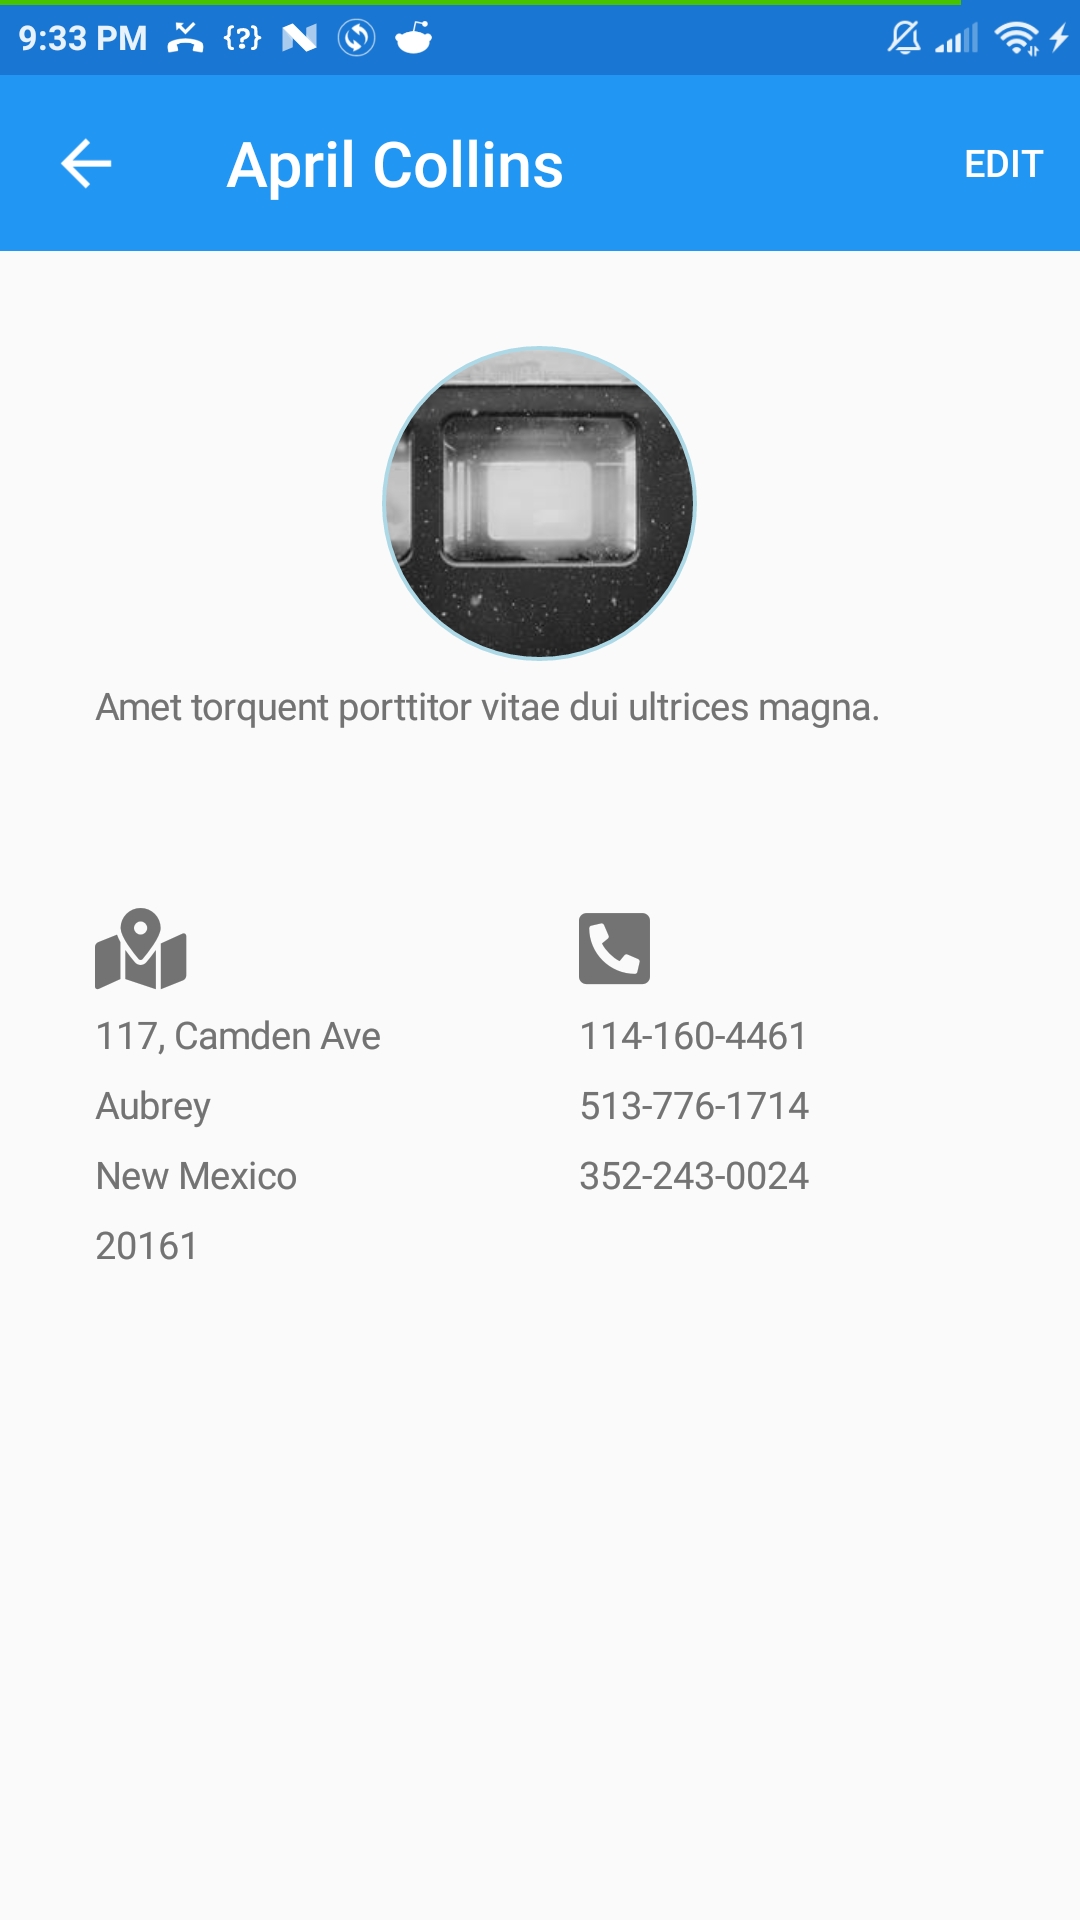 9:33 PM {?}
April Collins
EDIT
Amet torquent porttitor vitae dui ultrices magna.
117, Camden Ave
Aubrey
New Mexico
20161
114-160-4461
513-776-1714
352-243-0024